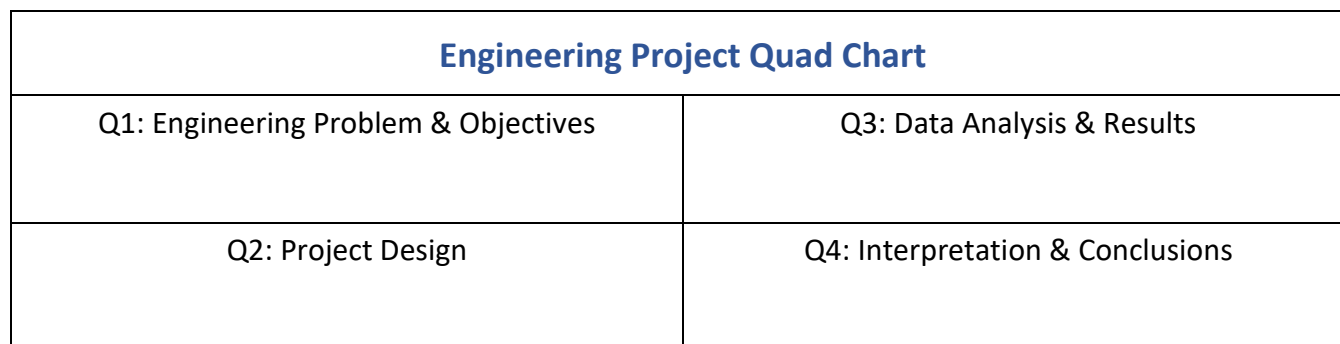 Engineering Project Quad Chart
Q1: Engineering Problem & Objectives
Q3: Data Analysis & Results
Q2: Project Design
Q4: Interpretation & Conclusions